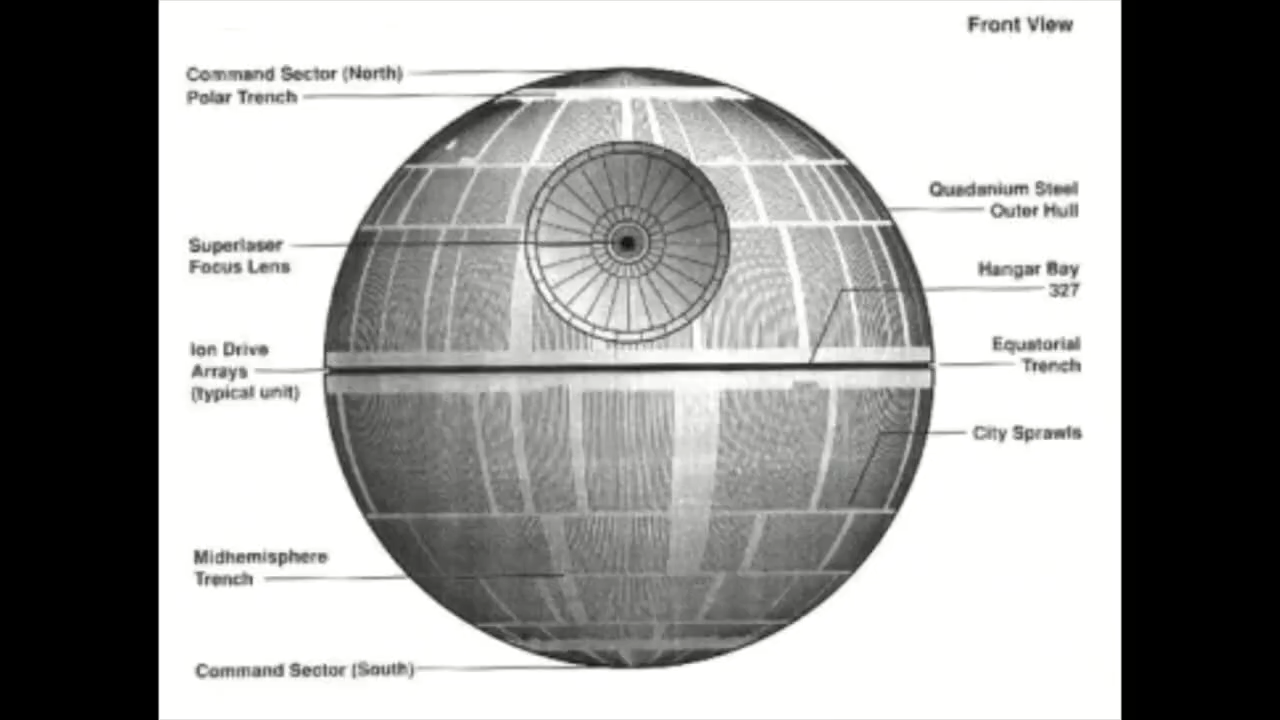 Front View
Command Sector (North)
Polar Trench
Quadanium Steel
Outer Hull
Superlaser
Focus Lens
Hangar Bay
327
Ion Drive
Arrays
(typical unit)
Equatorial
Trench
City Sprawls
Midhemisphere
Trench
Command Sector (South)